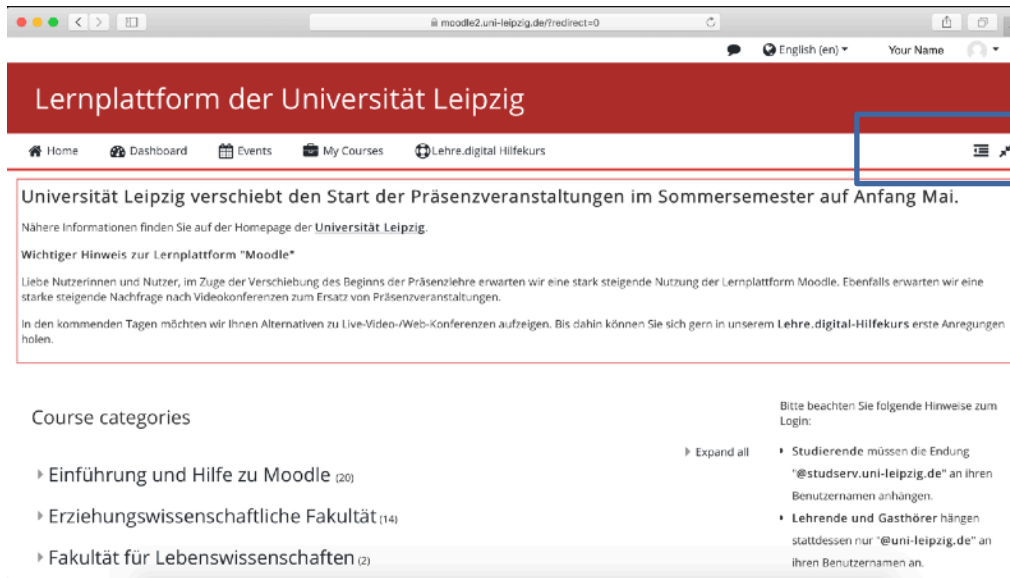 moodle2.uni-leipzig.de/?redirect=0
English (en)
Your Name
Lernplattform der Universität Leipzig
Home Dashboard Events My Courses Lehre.digital Hilfekurs
Universität Leipzig verschiebt den Start der Präsenzveranstaltungen im Sommersemester auf Anfang Mai.
Nähere Informationen finden Sie auf der Homepage der Universität Leipzig.
Wichtiger Hinweis zur Lernplattform "Moodle"
Liebe Nutzerinnen und Nutzer, im Zuge der Verschiebung des Beginns der Präsenzlehre erwarten wir eine stark steigende Nutzung der Lernplattform Moodle. Ebenfalls erwarten wir eine
starke steigende Nachfrage nach Videokonferenzen zum Ersatz von Präsenzveranstaltungen.
In den kommenden Tagen möchten wir Ihnen Alternativen zu Live-Video-/Web-Konferenzen aufzeigen. Bis dahin können Sie sich gern in unserem Lehre.digital-Hilfekurs erste Anregungen
holen.
Course categories
Expand all
Einführung und Hilfe zu Moodle (20)
Erziehungswissenschaftliche Fakultät (14)
Fakultät für Lebenswissenschaften (2)
Bitte beachten Sie folgende Hinweise zum
Login:
Studierende müssen die Endung
"@studserv.uni-leipzig.de" an ihren
Benutzernamen anhängen.
Lehrende und Gasthörer hängen
stattdessen nur "@uni-leipzig.de" an
ihren Benutzernamen an.